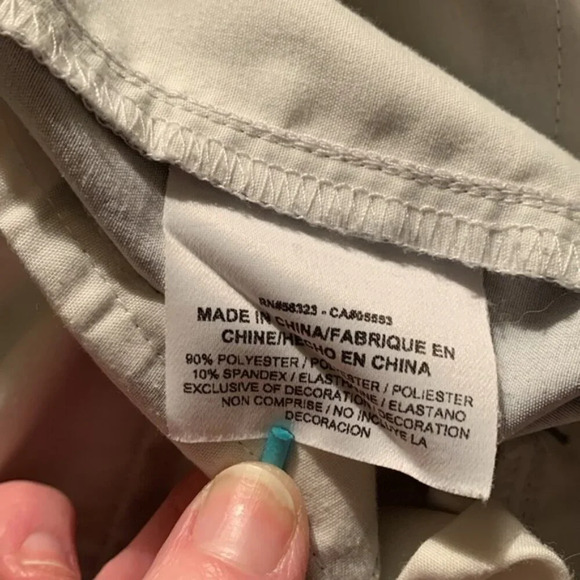 RN#56323 - CA#05553
MADE IN CHINA/FABRIQUE EN
CHINE/HECHO EN CHINA
90% POLYESTER / POLYESTER / POLIESTER
10% SPANDEX / ELASTHANNE / ELASTANO
EXCLUSIVE OF DECORATION / DECORATION
NON COMPRISE / NO INCLUYE LA
DECORACION